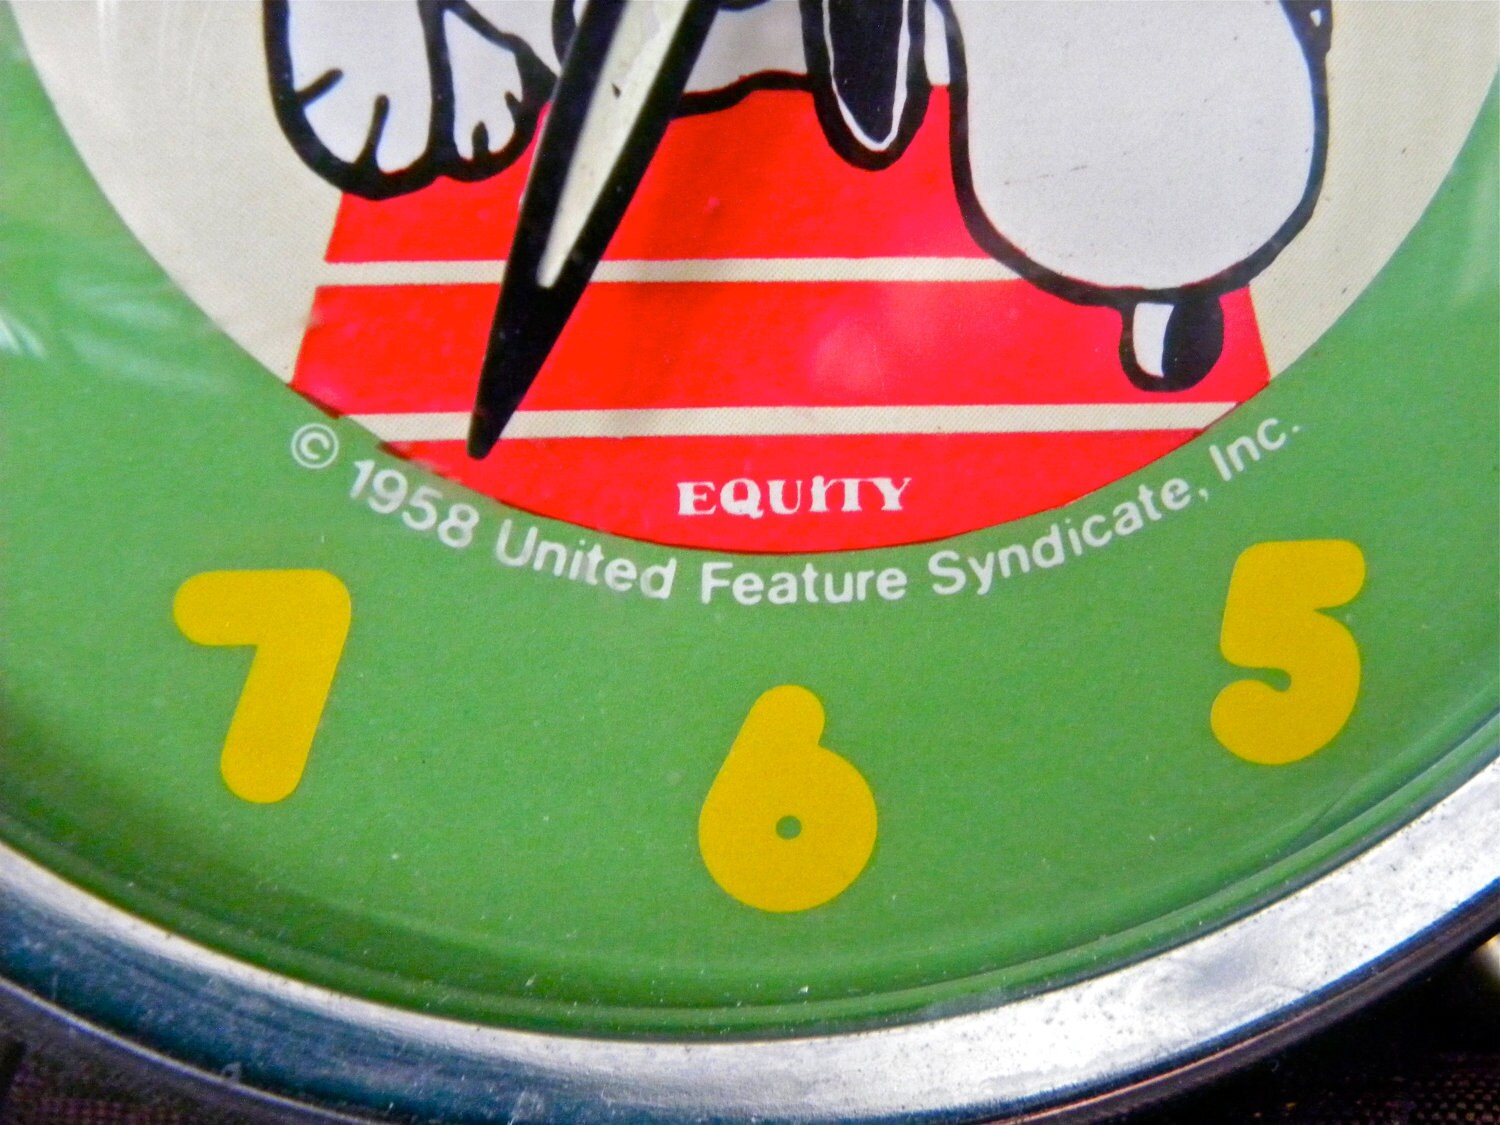 EQUITY
© 1958 United Feature Syndicate, Inc.
7 6 5